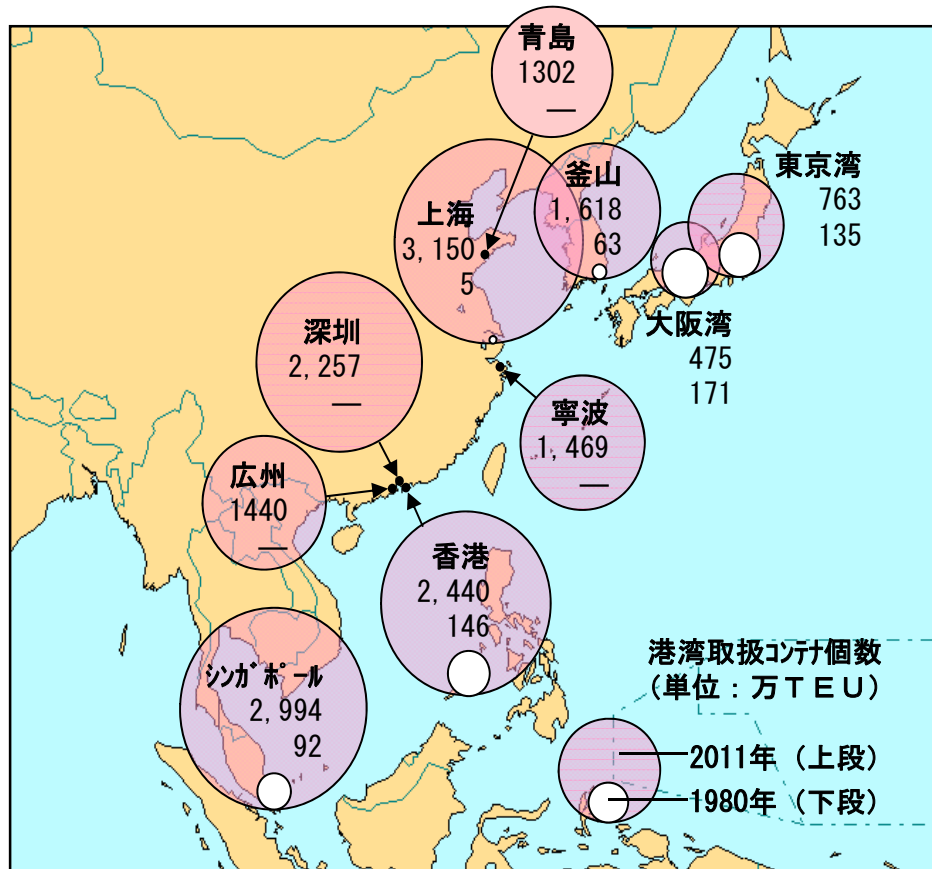 青島
1302
―
釜山
1,618
63
東京湾
763
135
上海
3,150
5
大阪湾
475
171
深圳
2,257
―
寧波
1,469
―
広州
1440
―
香港
2,440
146
シンガポール
2,994
92
港湾取扱コンテナ個数
(単位:万TEU)
2011年(上段)
1980年(下段)